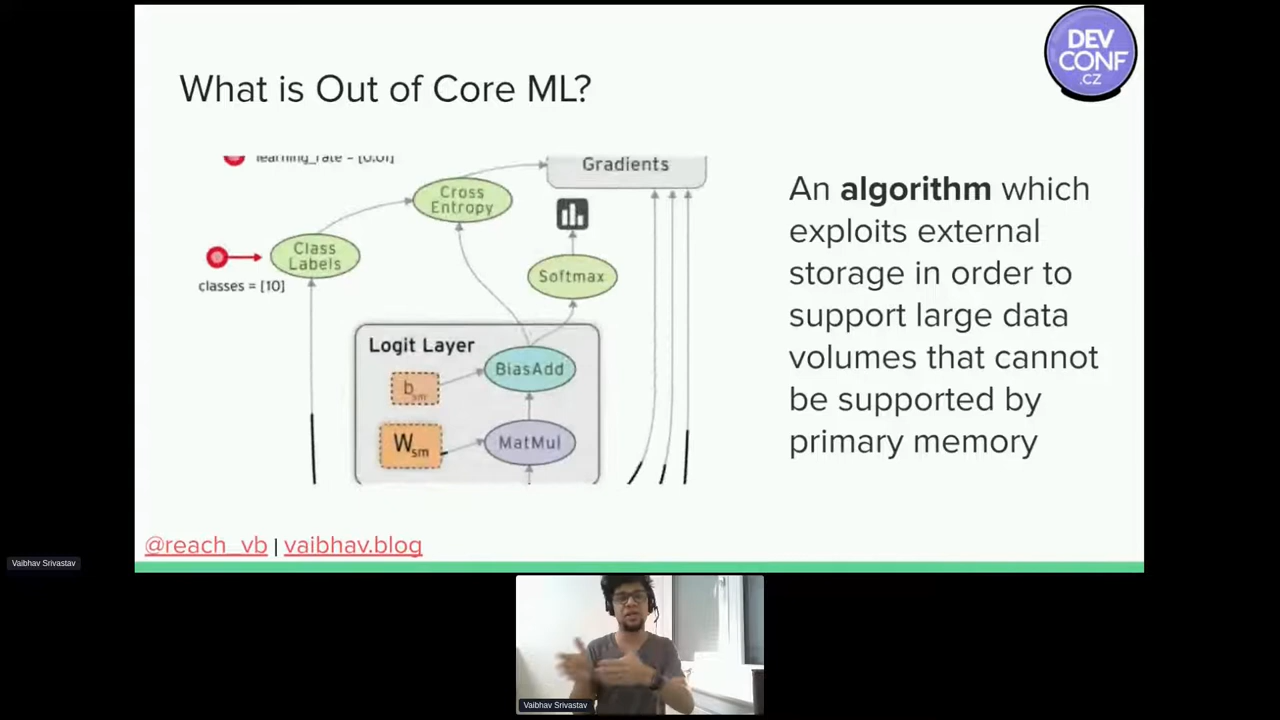 DEV
CONF
.CZ
What is Out of Core ML?
learning_rate = [0.01]
Gradients
Cross
Entropy
Class
Labels
Softmax
classes = [10]
Logit Layer
BiasAdd
b sm
W sm
MatMul
An algorithm which
exploits external
storage in order to
support large data
volumes that cannot
be supported by
primary memory
@reach_vb | vaibhav.blog
Vaibhav Srivastav
Vaibhav Srivastav